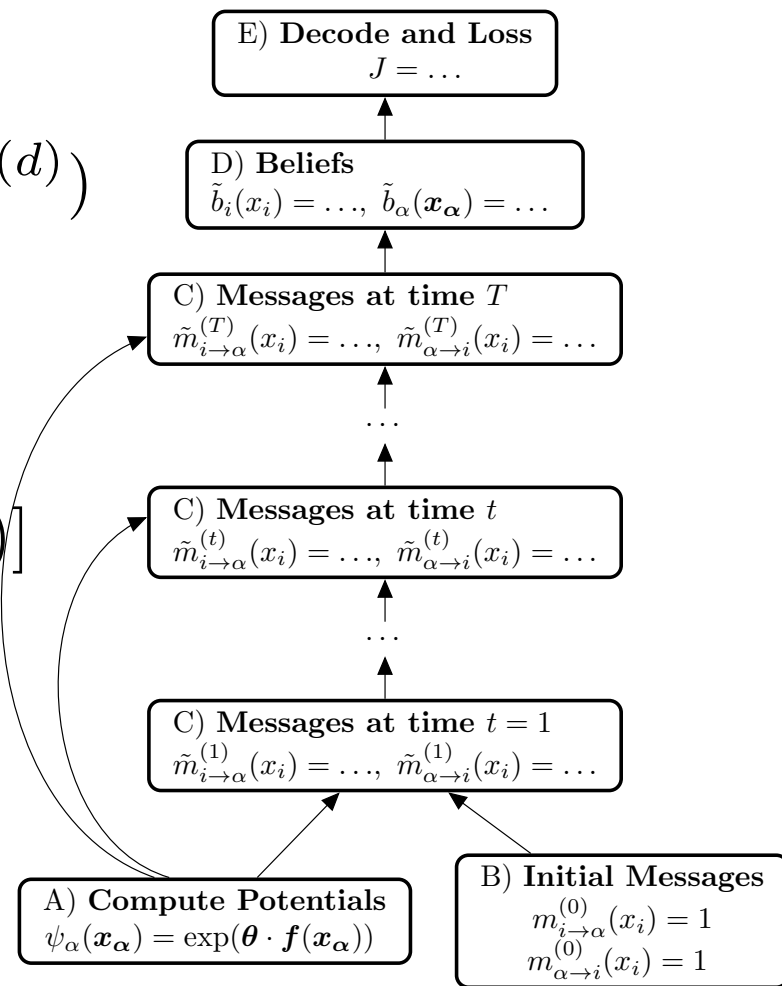 E) Decode and Loss
J = …
(d) )
D) Beliefs
b̃ᵢ(xᵢ) = …, b̃_α(x_α) = …
C) Messages at time T
m̃^{(T)}_{i→α}(xᵢ) = …, m̃^{(T)}_{α→i}(xᵢ) = …
…
C) Messages at time t
)]
m̃^{(t)}_{i→α}(xᵢ) = …, m̃^{(t)}_{α→i}(xᵢ) = …
…
C) Messages at time t = 1
m̃^{(1)}_{i→α}(xᵢ) = …, m̃^{(1)}_{α→i}(xᵢ) = …
A) Compute Potentials
ψ_α(x_α) = exp(θ · f(x_α))
B) Initial Messages
m^{(0)}_{i→α}(xᵢ) = 1
m^{(0)}_{α→i}(xᵢ) = 1